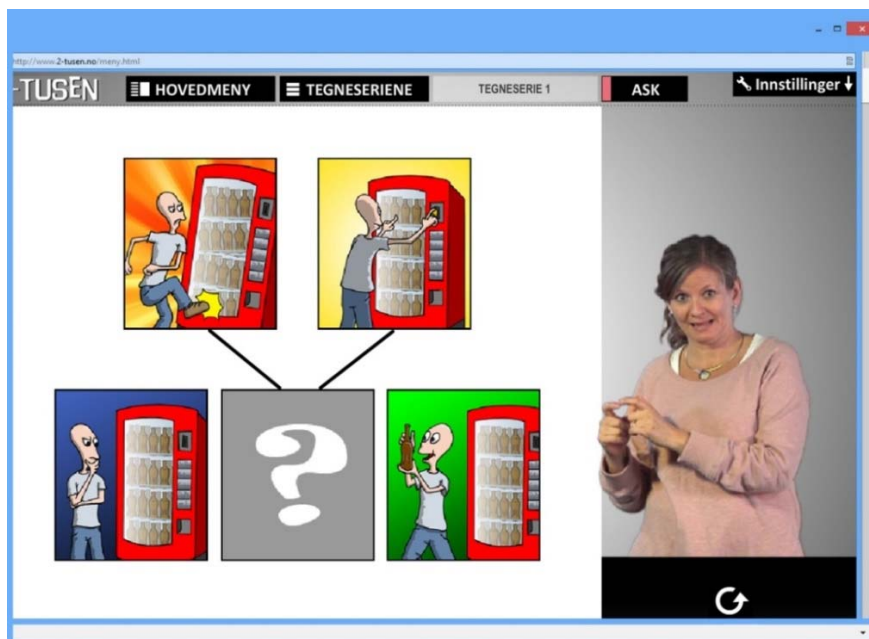 http://www.2-tusen.no/meny.html
-TUSEN
HOVEDMENY
TEGNESERIENE
TEGNESERIE 1
ASK
Innstillinger
?